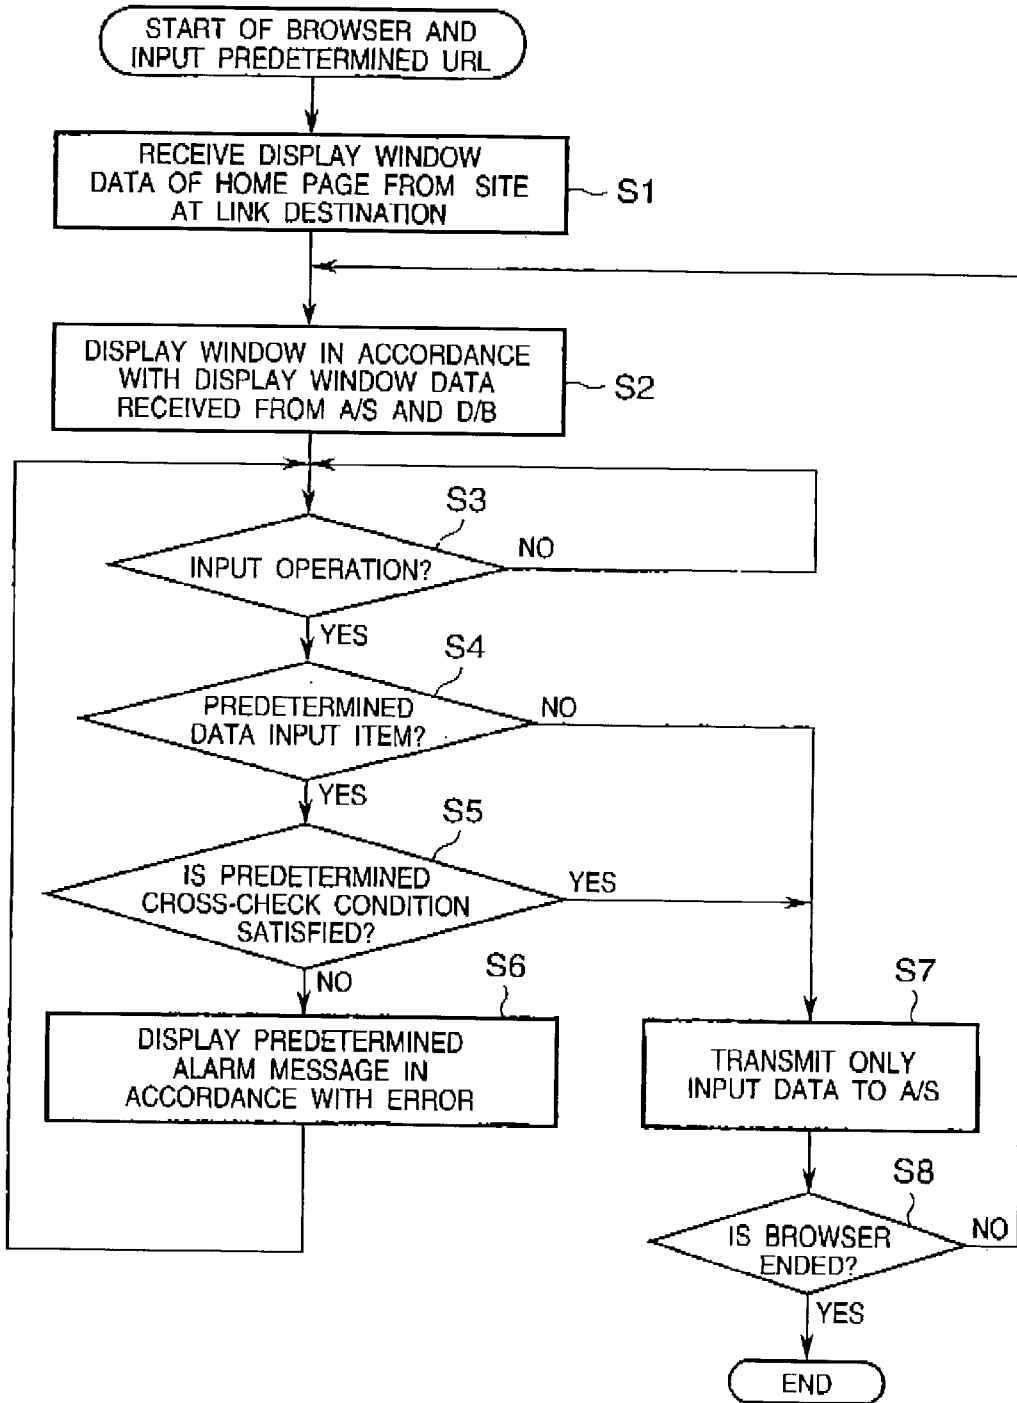 START OF BROWSER AND
INPUT PREDETERMINED URL
RECEIVE DISPLAY WINDOW
DATA OF HOME PAGE FROM SITE
AT LINK DESTINATION
S1
DISPLAY WINDOW IN ACCORDANCE
WITH DISPLAY WINDOW DATA
RECEIVED FROM A/S AND D/B
S2
S3
INPUT OPERATION?
NO
YES
S4
PREDETERMINED
DATA INPUT ITEM?
NO
YES
S5
IS PREDETERMINED
CROSS-CHECK CONDITION
SATISFIED?
YES
NO
S6
DISPLAY PREDETERMINED
ALARM MESSAGE IN
ACCORDANCE WITH ERROR
S7
TRANSMIT ONLY
INPUT DATA TO A/S
S8
IS BROWSER
ENDED?
NO
YES
END